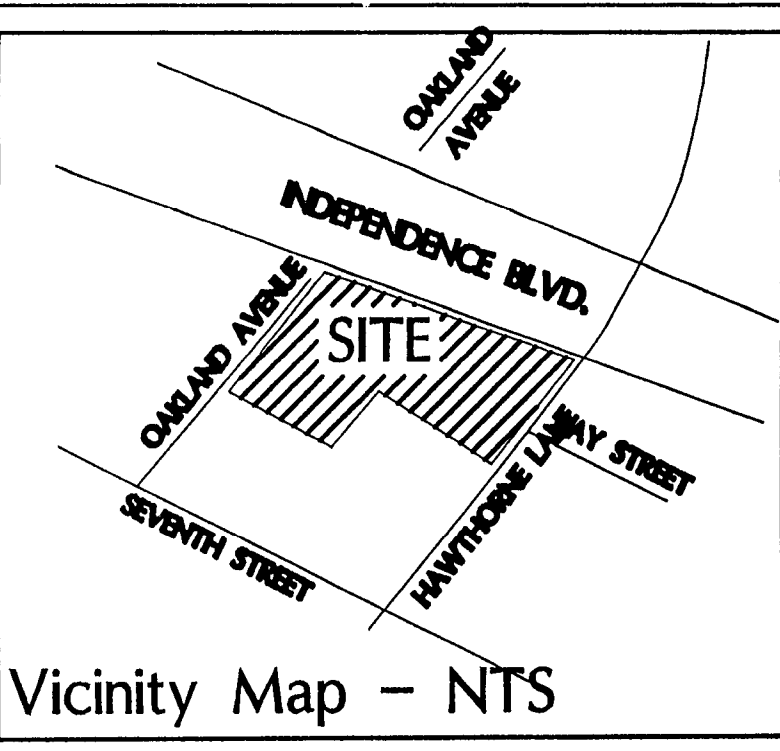 OAKLAND
AVENUE
INDEPENDENCE BLVD.
OAKLAND AVENUE
SITE
HAWTHORNE LANE
WAY STREET
SEVENTH STREET
Vicinity Map - NTS